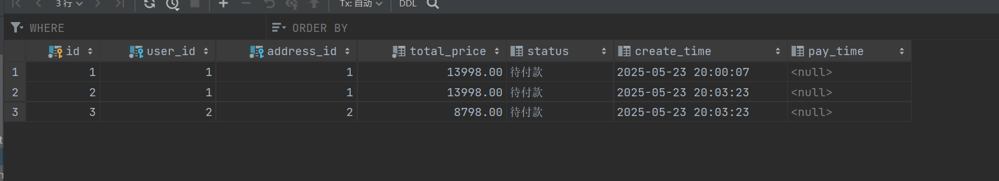 3 行 Tx: 自动 DDL
WHERE ORDER BY
id user_id address_id total_price status create_time pay_time
1 1 1 1 13998.00 待付款 2025-05-23 20:00:07 <null>
2 2 1 1 13998.00 待付款 2025-05-23 20:03:23 <null>
3 3 2 2 8798.00 待付款 2025-05-23 20:03:23 <null>